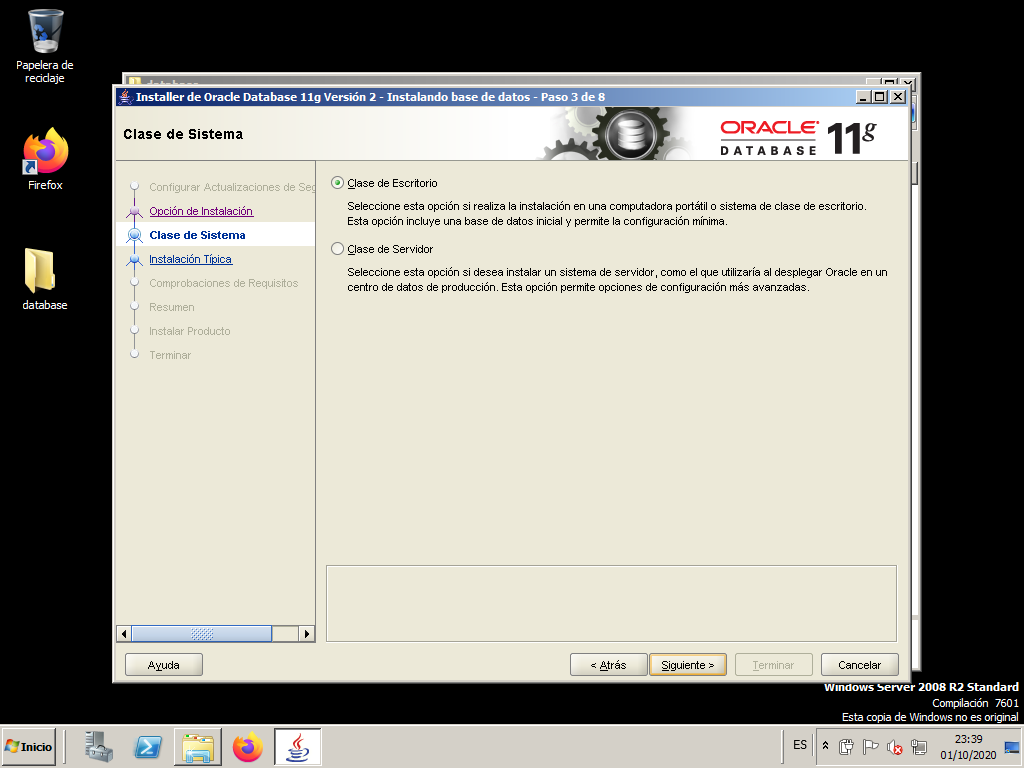 Papelera de
reciclaje
Firefox
database
database
Installer de Oracle Database 11g Versión 2 - Instalando base de datos - Paso 3 de 8
Clase de Sistema
ORACLE
DATABASE
11g
Configurar Actualizaciones de Seg
Opción de Instalación
Clase de Sistema
Instalación Típica
Comprobaciones de Requisitos
Resumen
Instalar Producto
Terminar
Clase de Escritorio
Seleccione esta opción si realiza la instalación en una computadora portátil o sistema de clase de escritorio.
Esta opción incluye una base de datos inicial y permite la configuración mínima.
Clase de Servidor
Seleccione esta opción si desea instalar un sistema de servidor, como el que utilizaría al desplegar Oracle en un
centro de datos de producción. Esta opción permite opciones de configuración más avanzadas.
Ayuda
< Atrás
Siguiente >
Terminar
Cancelar
Windows Server 2008 R2 Standard
Compilación 7601
Esta copia de Windows no es original
Inicio
ES
23:39
01/10/2020